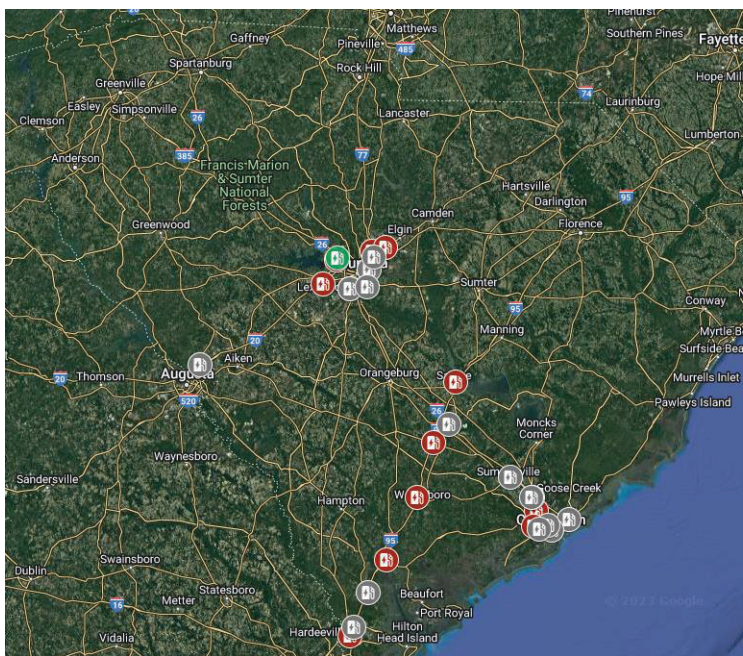 26
Matthews
Pinehurst
Gaffney
Pineville
485
Southern Pines
Fayette
Spartanburg
Rock Hill
Greenville
Hope Mill
Easley
Simpsonville
74
Laurinburg
Clemson
26
Lancaster
Lumberton
385
77
Anderson
Francis Marion
& Sumter
National
Forests
Hartsville
95
Darlington
Camden
Greenwood
Elgin
Florence
26
Sumter
Conway
95
Myrtle Be
20
Manning
Surfside Bea
Aiken
Orangeburg
Murrells Inlet
20
Thomson
Augusta
Pawleys Island
520
26
Moncks
Corner
Waynesboro
Sandersville
Goose Creek
Hampton
95
Swainsboro
Dublin
Statesboro
Beaufort
© 2023 Google
16
Metter
Port Royal
Hilton
Head Island
Hardeeville
Vidalia